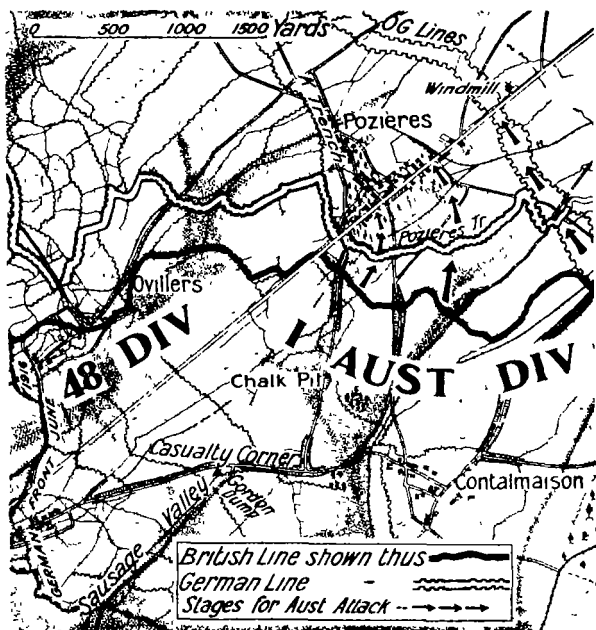 0 500 1000 1500 Yards
OG Lines
Windmill
Trench
Pozieres
Pozieres Tr
Ovillers
48 DIV
I AUST DIV
Chalk Pit
GERMAN FRONT JUNE 1916
Casualty Corner
Contalmaison
Gordon Dump
Sausage Valley
British Line shown thus
German Line -
Stages for Aust Attack --